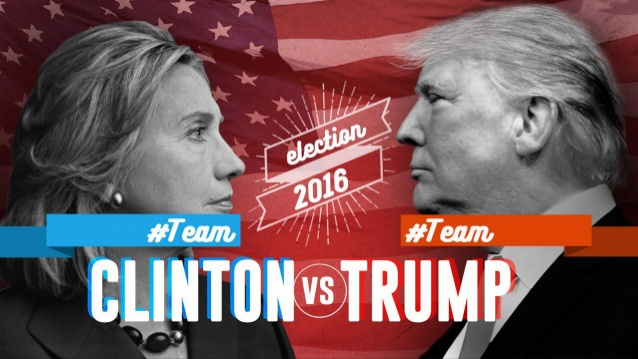 election
2016
#Team
#Team
CLINTON VS TRUMP